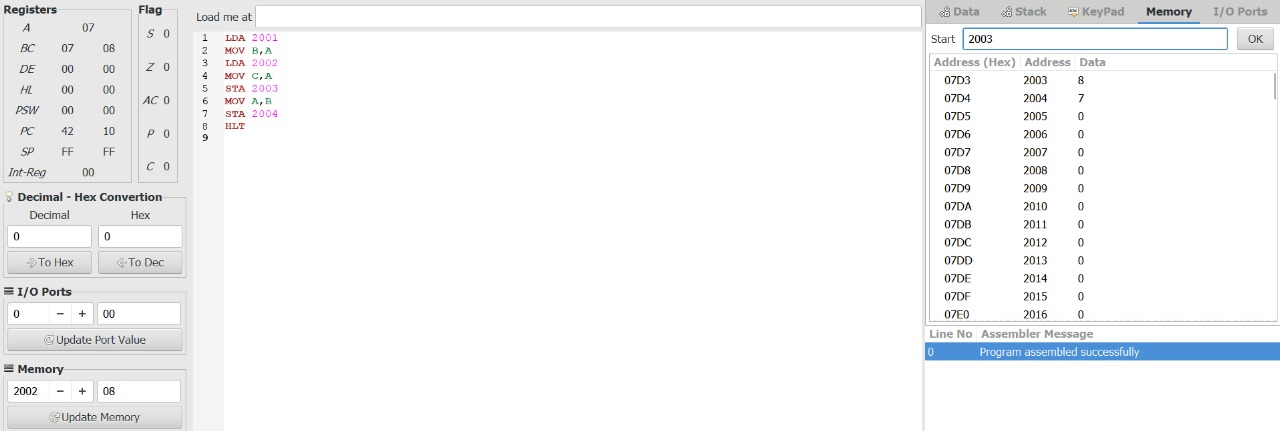 Registers
A 07
BC 07 08
DE 00 00
HL 00 00
PSW 00 00
PC 42 10
SP FF FF
Int-Reg 00
Flag
S 0
Z 0
AC 0
P 0
C 0
Decimal - Hex Convertion
Decimal Hex
0 0
To Hex To Dec
I/O Ports
0 − + 00
Update Port Value
Memory
2002 − + 08
Update Memory
Load me at
1 LDA 2001
2 MOV B,A
3 LDA 2002
4 MOV C,A
5 STA 2003
6 MOV A,B
7 STA 2004
8 HLT
9
Data Stack KeyPad Memory I/O Ports
Start 2003 OK
Address (Hex) Address Data
07D3 2003 8
07D4 2004 7
07D5 2005 0
07D6 2006 0
07D7 2007 0
07D8 2008 0
07D9 2009 0
07DA 2010 0
07DB 2011 0
07DC 2012 0
07DD 2013 0
07DE 2014 0
07DF 2015 0
07E0 2016 0
Line No Assembler Message
0 Program assembled successfully